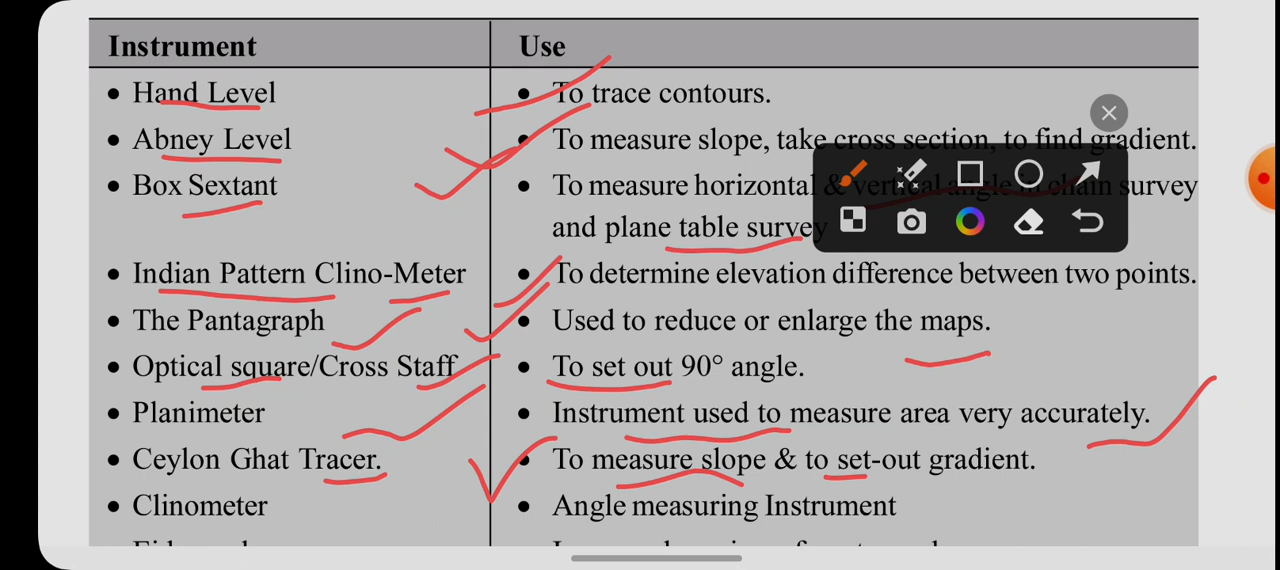 Instrument Use
• Hand Level • To trace contours.
• Abney Level • To measure slope, take cross section, to find gradient.
• Box Sextant • To measure horizontal & vertical angle in chain survey
and plane table survey
• Indian Pattern Clino-Meter • To determine elevation difference between two points.
• The Pantagraph • Used to reduce or enlarge the maps.
• Optical square/Cross Staff • To set out 90° angle.
• Planimeter • Instrument used to measure area very accurately.
• Ceylon Ghat Tracer. • To measure slope & to set-out gradient.
• Clinometer • Angle measuring Instrument